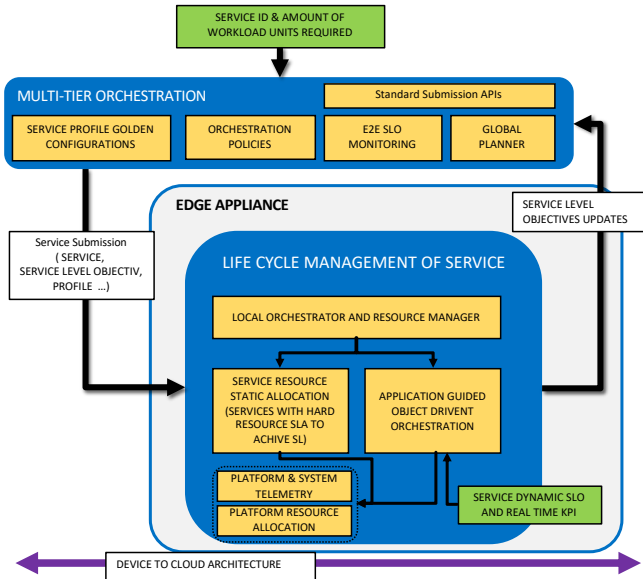 SERVICE ID & AMOUNT OF
WORKLOAD UNITS REQUIRED
MULTI-TIER ORCHESTRATION
Standard Submission APIs
SERVICE PROFILE GOLDEN
CONFIGURATIONS
ORCHESTRATION
POLICIES
E2E SLO
MONITORING
GLOBAL
PLANNER
EDGE APPLIANCE
SERVICE LEVEL
OBJECTIVES UPDATES
Service Submission
( SERVICE,
SERVICE LEVEL OBJECTIV,
PROFILE ...)
LIFE CYCLE MANAGEMENT OF SERVICE
LOCAL ORCHESTRATOR AND RESOURCE MANAGER
SERVICE RESOURCE
STATIC ALLOCATION
(SERVICES WITH HARD
RESOURCE SLA TO
ACHIVE SL)
APPLICATION GUIDED
OBJECT DRIVENT
ORCHESTRATION
PLATFORM & SYSTEM
TELEMETRY
PLATFORM RESOURCE
ALLOCATION
SERVICE DYNAMIC SLO
AND REAL TIME KPI
DEVICE TO CLOUD ARCHITECTURE